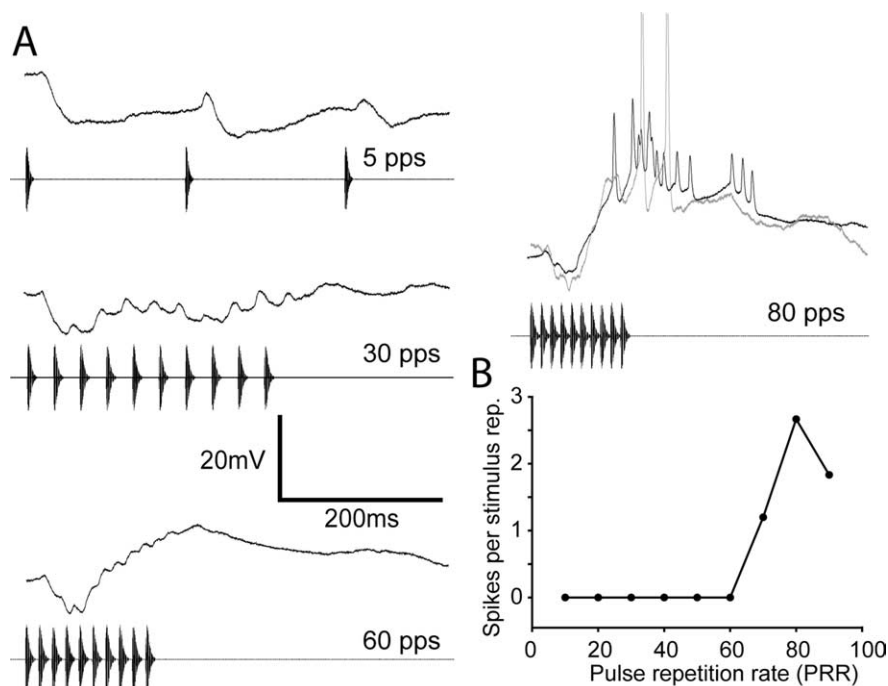 A
5 pps
30 pps
20mV
200ms
60 pps
80 pps
B
Spikes per stimulus rep.
3
2
1
0
0 20 40 60 80 100
Pulse repetition rate (PRR)